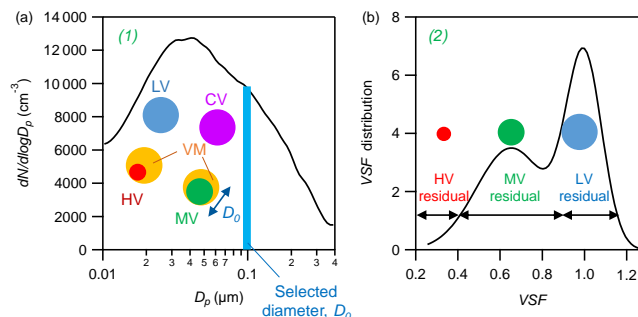 (a)
(1)
14 000
12 000
10 000
8000
6000
4000
2000
0
dN/dlogDp (cm-3)
LV
CV
VM
HV
MV
D0
0.01
2
3
4
5 6 7
0.1
2
3
4
Dp (µm)
Selected
diameter, D0
(b)
(2)
8
6
4
2
0
VSF distribution
HV
residual
MV
residual
LV
residual
0.2
0.4
0.6
0.8
1.0
1.2
VSF